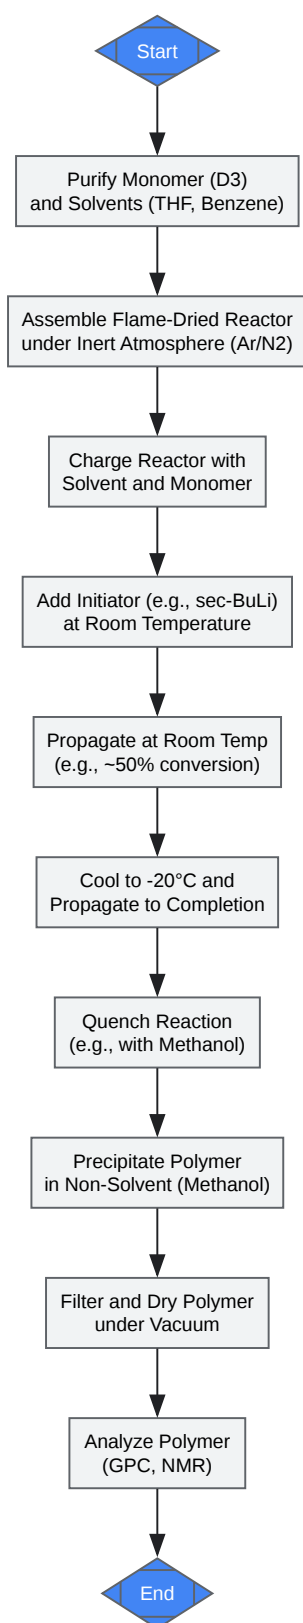 Start
Purify Monomer (D3)
and Solvents (THF, Benzene)
Assemble Flame-Dried Reactor
under Inert Atmosphere (Ar/N2)
Charge Reactor with
Solvent and Monomer
Add Initiator (e.g., sec-BuLi)
at Room Temperature
Propagate at Room Temp
(e.g., ~50% conversion)
Cool to -20°C and
Propagate to Completion
Quench Reaction
(e.g., with Methanol)
Precipitate Polymer
in Non-Solvent (Methanol)
Filter and Dry Polymer
under Vacuum
Analyze Polymer
(GPC, NMR)
End